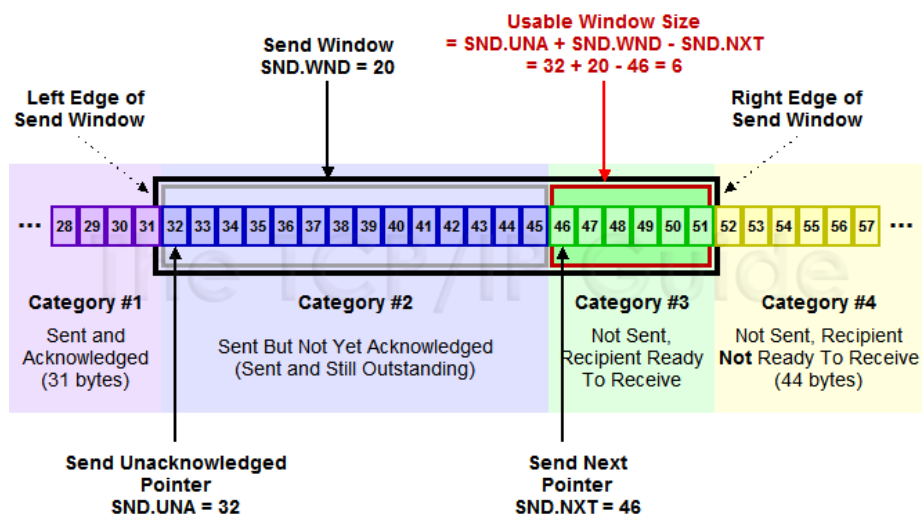 Usable Window Size
= SND.UNA + SND.WND - SND.NXT
= 32 + 20 - 46 = 6
Send Window
SND.WND = 20
Left Edge of
Send Window
Right Edge of
Send Window
... 28 29 30 31 32 33 34 35 36 37 38 39 40 41 42 43 44 45 46 47 48 49 50 51 52 53 54 55 56 57 ...
The TCP/IP Guide
Category #1
Sent and
Acknowledged
(31 bytes)
Category #2
Sent But Not Yet Acknowledged
(Sent and Still Outstanding)
Category #3
Not Sent,
Recipient Ready
To Receive
Category #4
Not Sent, Recipient
Not Ready To Receive
(44 bytes)
Send Unacknowledged
Pointer
SND.UNA = 32
Send Next
Pointer
SND.NXT = 46